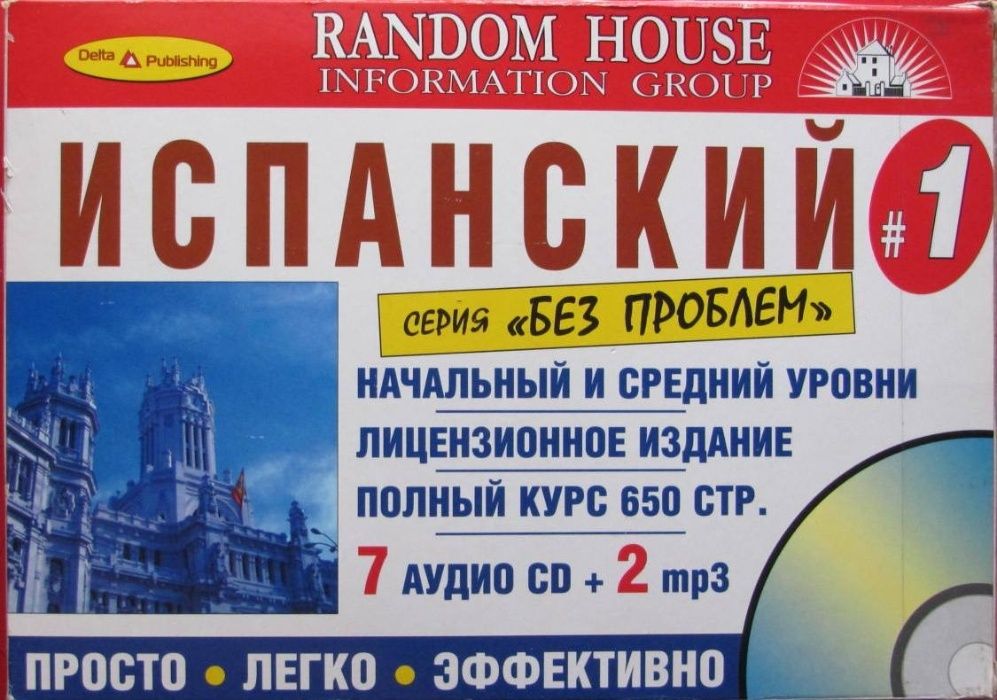 Delta Publishing
RANDOM HOUSE
INFORMATION GROUP
ИСПАНСКИЙ
#1
СЕРИЯ «БЕЗ ПРОБЛЕМ»
НАЧАЛЬНЫЙ И СРЕДНИЙ УРОВНИ
ЛИЦЕНЗИОННОЕ ИЗДАНИЕ
ПОЛНЫЙ КУРС 650 СТР.
7 АУДИО CD + 2 mp3
ПРОСТО • ЛЕГКО • ЭФФЕКТИВНО